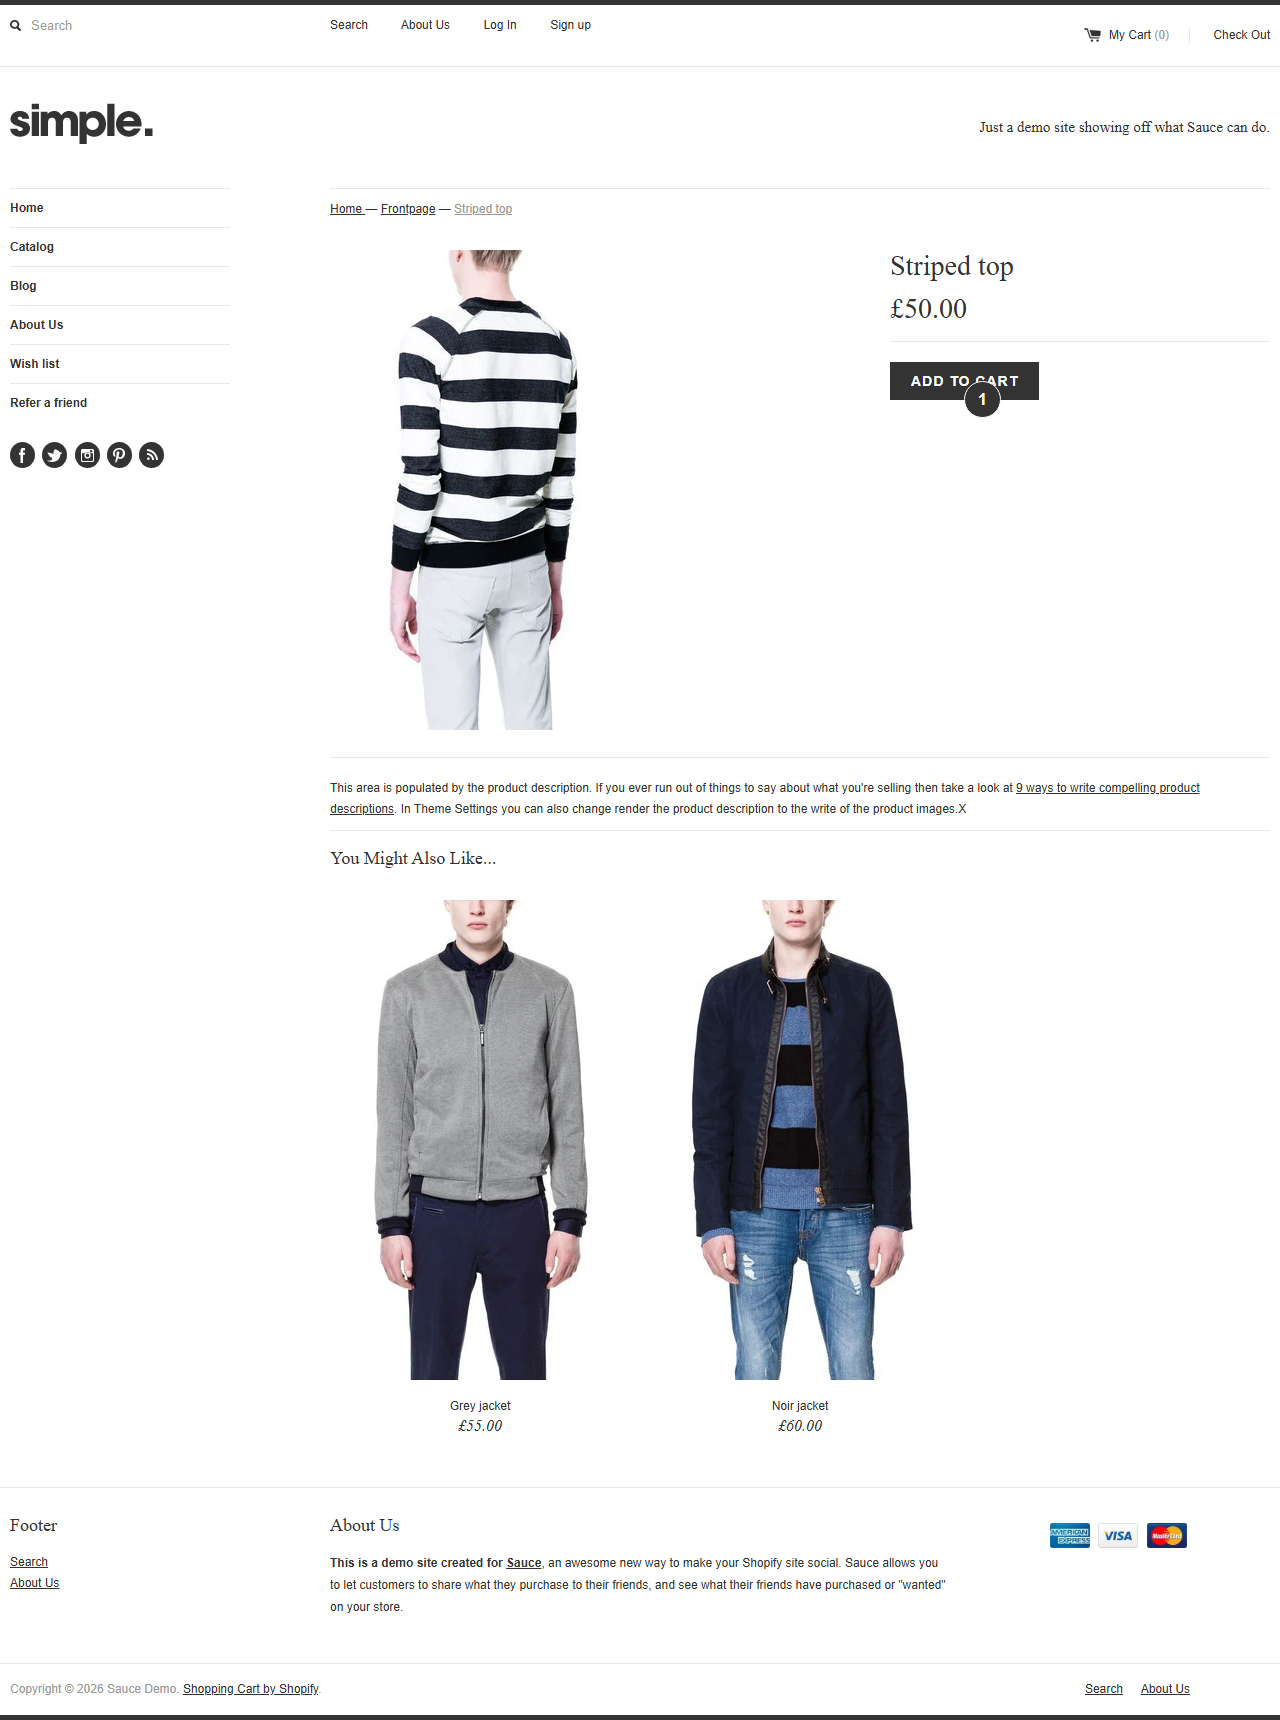 Search
Search
About Us
Log In
Sign up
My Cart (0)
Check Out
simple.
Just a demo site showing off what Sauce can do.
Home
Catalog
Blog
About Us
Wish list
Refer a friend
Home — Frontpage — Striped top
Striped top
£50.00
ADD TO CART
1
This area is populated by the product description. If you ever run out of things to say about what you're selling then take a look at 9 ways to write compelling product
descriptions. In Theme Settings you can also change render the product description to the write of the product images.X
You Might Also Like...
Grey jacket
£55.00
Noir jacket
£60.00
Footer
Search
About Us
About Us
This is a demo site created for Sauce, an awesome new way to make your Shopify site social. Sauce allows you
to let customers to share what they purchase to their friends, and see what their friends have purchased or "wanted"
on your store.
AMERICAN EXPRESS
VISA
MasterCard
Copyright © 2026 Sauce Demo. Shopping Cart by Shopify.
Search
About Us